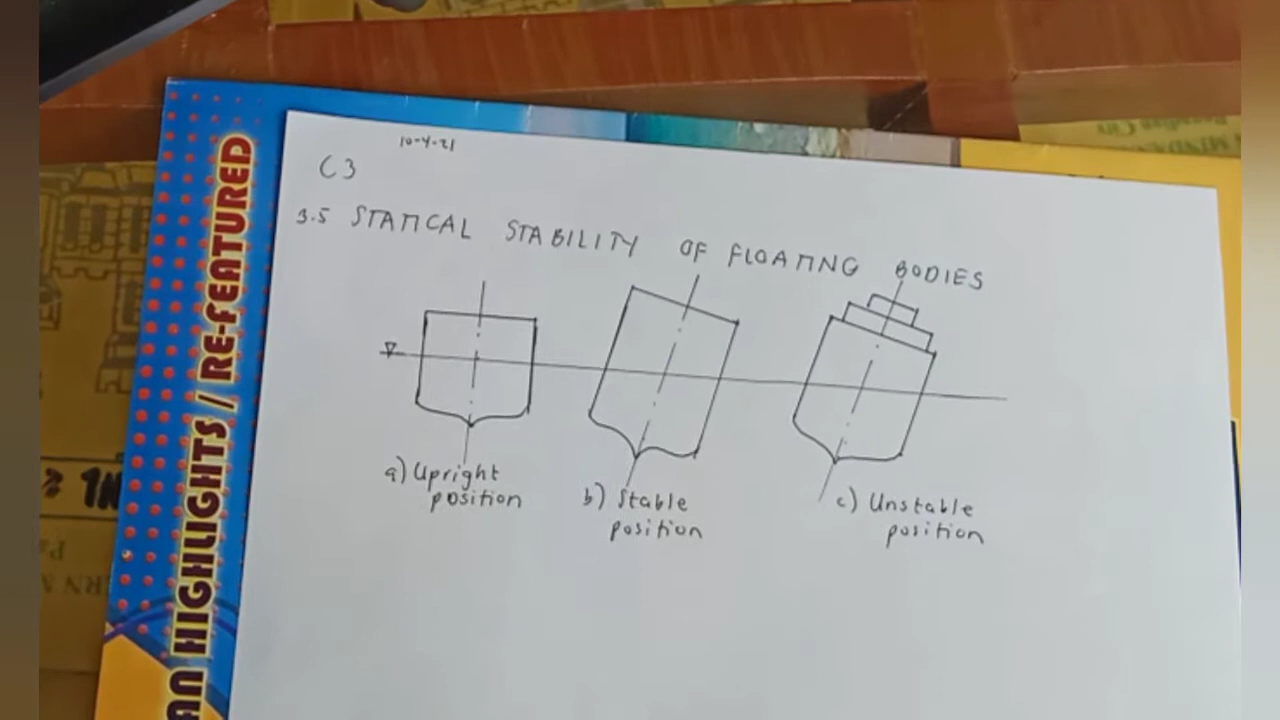 10-4-21
C3
3.5 STATICAL STABILITY OF FLOATING BODIES
a) Upright
position
b) Stable
position
c) Unstable
position
AN HIGHLIGHTS / RE-FEATURED